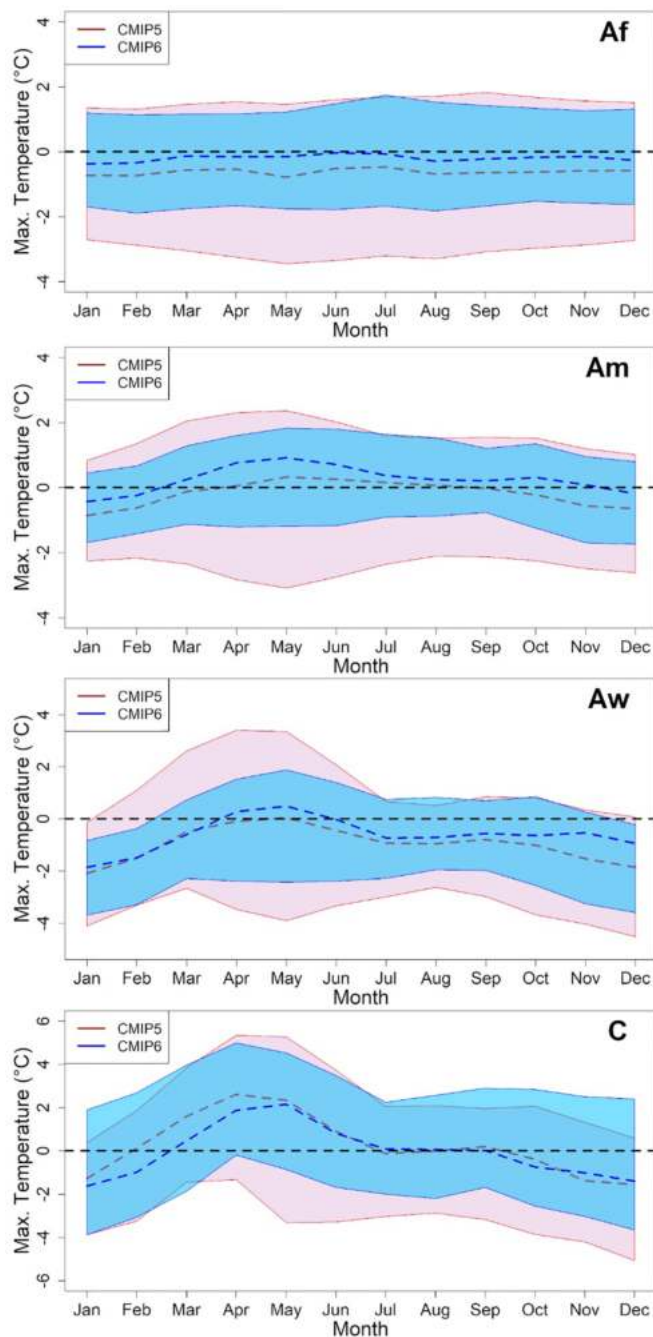 Af
CMIP5
CMIP6
Max. Temperature (°C)
4
2
0
-2
-4
Jan Feb Mar Apr May Jun Jul Aug Sep Oct Nov Dec
Month
Am
CMIP5
CMIP6
Max. Temperature (°C)
4
2
0
-2
-4
Jan Feb Mar Apr May Jun Jul Aug Sep Oct Nov Dec
Month
Aw
CMIP5
CMIP6
Max. Temperature (°C)
4
2
0
-2
-4
Jan Feb Mar Apr May Jun Jul Aug Sep Oct Nov Dec
Month
C
CMIP5
CMIP6
Max. Temperature (°C)
6
4
2
0
-2
-4
-6
Jan Feb Mar Apr May Jun Jul Aug Sep Oct Nov Dec
Month